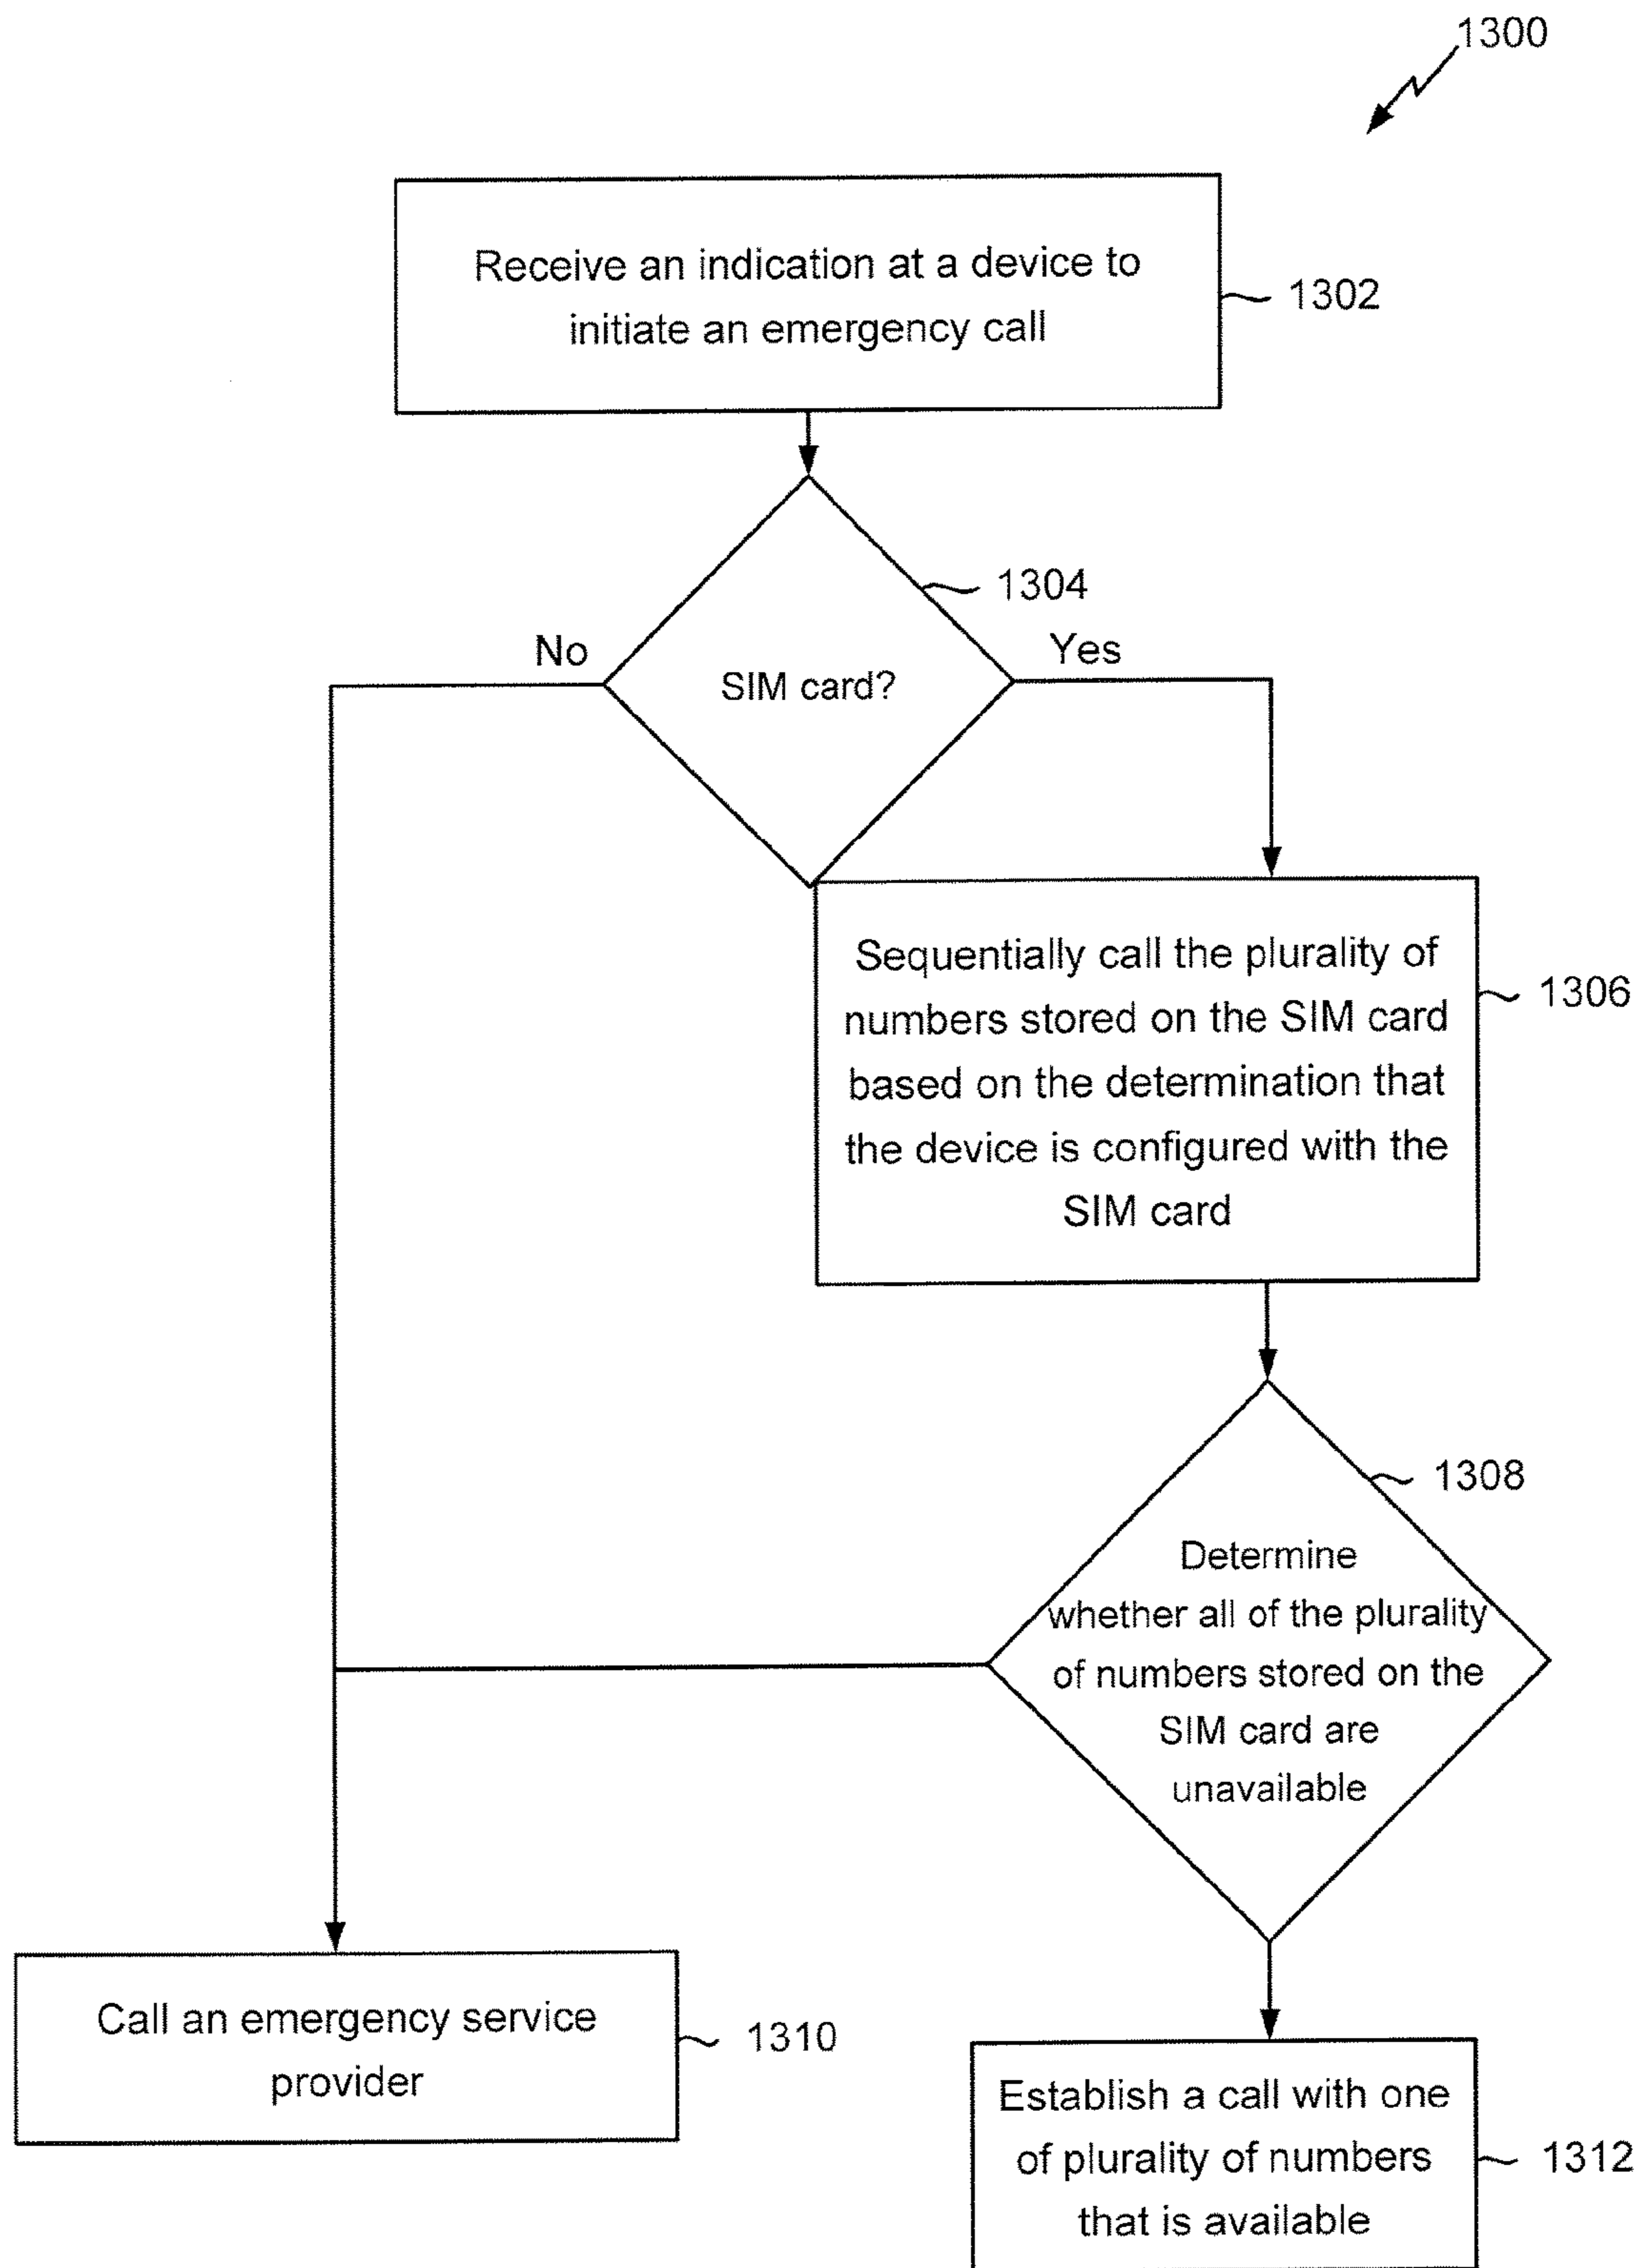 1300
Receive an indication at a device to
initiate an emergency call
1302
1304
No
Yes
SIM card?
Sequentially call the plurality of
numbers stored on the SIM card
based on the determination that
the device is configured with the
SIM card
1306
1308
Determine
whether all of the plurality
of numbers stored on the
SIM card are
unavailable
Call an emergency service
provider
1310
Establish a call with one
of plurality of numbers
that is available
1312